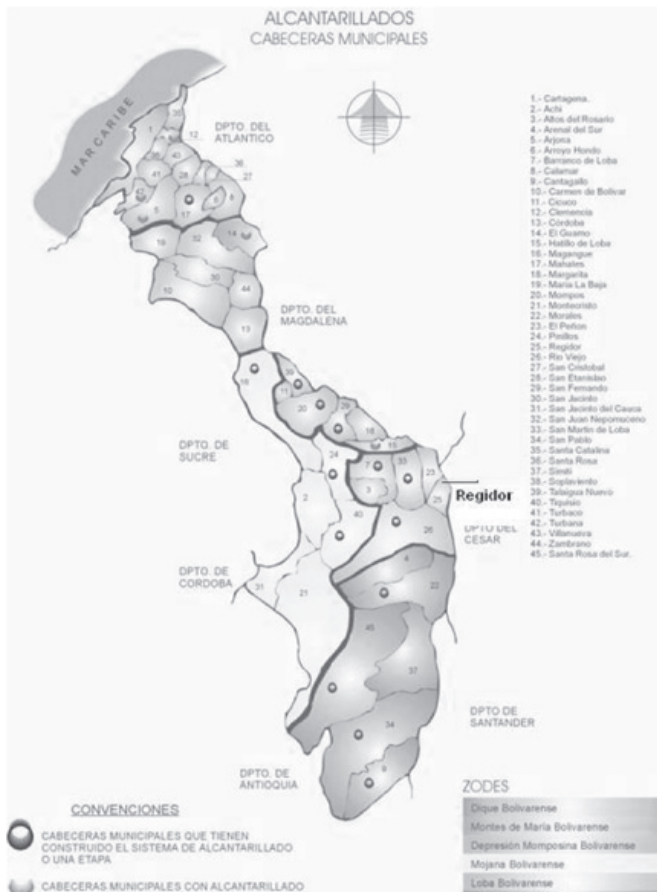 ALCANTARILLADOS
CABECERAS MUNICIPALES
MAR CARIBE
DPTO. DEL
ATLANTICO
DPTO. DEL
MAGDALENA
DPTO. DE
SUCRE
Regidor
DPTO DEL
CESAR
DPTO. DE
CORDOBA
DPTO DE
SANTANDER
DPTO. DE
ANTIOQUIA
1.- Cartagena.
2.- Achi
3.- Altos del Rosario
4.- Arenal del Sur
5.- Arjona
6.- Arroyo Hondo
7.- Barranco de Loba
8.- Calamar
9.- Cantagallo
10.- Carmen de Bolivar
11.- Cicuco
12.- Clemencia
13.- Córdoba
14.- El Guamo
15.- Hatillo de Loba
16.- Magangue
17.- Mahates
18.- Margarita
19.- Maria La Baja
20.- Mompos
21.- Montecristo
22.- Morales
23.- El Peñon
24.- Pinillos
25.- Regidor
26.- Rio Viejo
27.- San Cristobal
28.- San Etanislao
29.- San Fernando
30.- San Jacinto
31.- San Jacinto del Cauca
32.- San Juan Nepomuceno
33.- San Martin de Loba
34.- San Pablo
35.- Santa Catalina
36.- Santa Rosa
37.- Simiti
38.- Soplaviento
39.- Talaigua Nuevo
40.- Tiquisio
41.- Turbaco
42.- Turbana
43.- Villanueva
44.- Zambrano
45.- Santa Rosa del Sur.
CONVENCIONES
CABECERAS MUNICIPALES QUE TIENEN
CONSTRUIDO EL SISTEMA DE ALCANTARILLADO
O UNA ETAPA
CABECERAS MUNICIPALES CON ALCANTARILLADO
ZODES
Dique Bolivarense
Montes de María Bolivarense
Depresión Momposina Bolivarense
Mojana Bolivarense
Loba Bolivarense